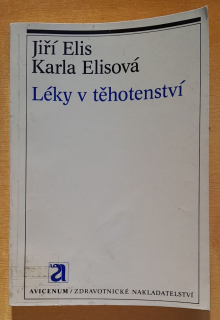 Jiří Elis
Karla Elisová
Léky v těhotenství
a
AVICENUM / ZDRAVOTNICKÉ NAKLADATELSTVÍ